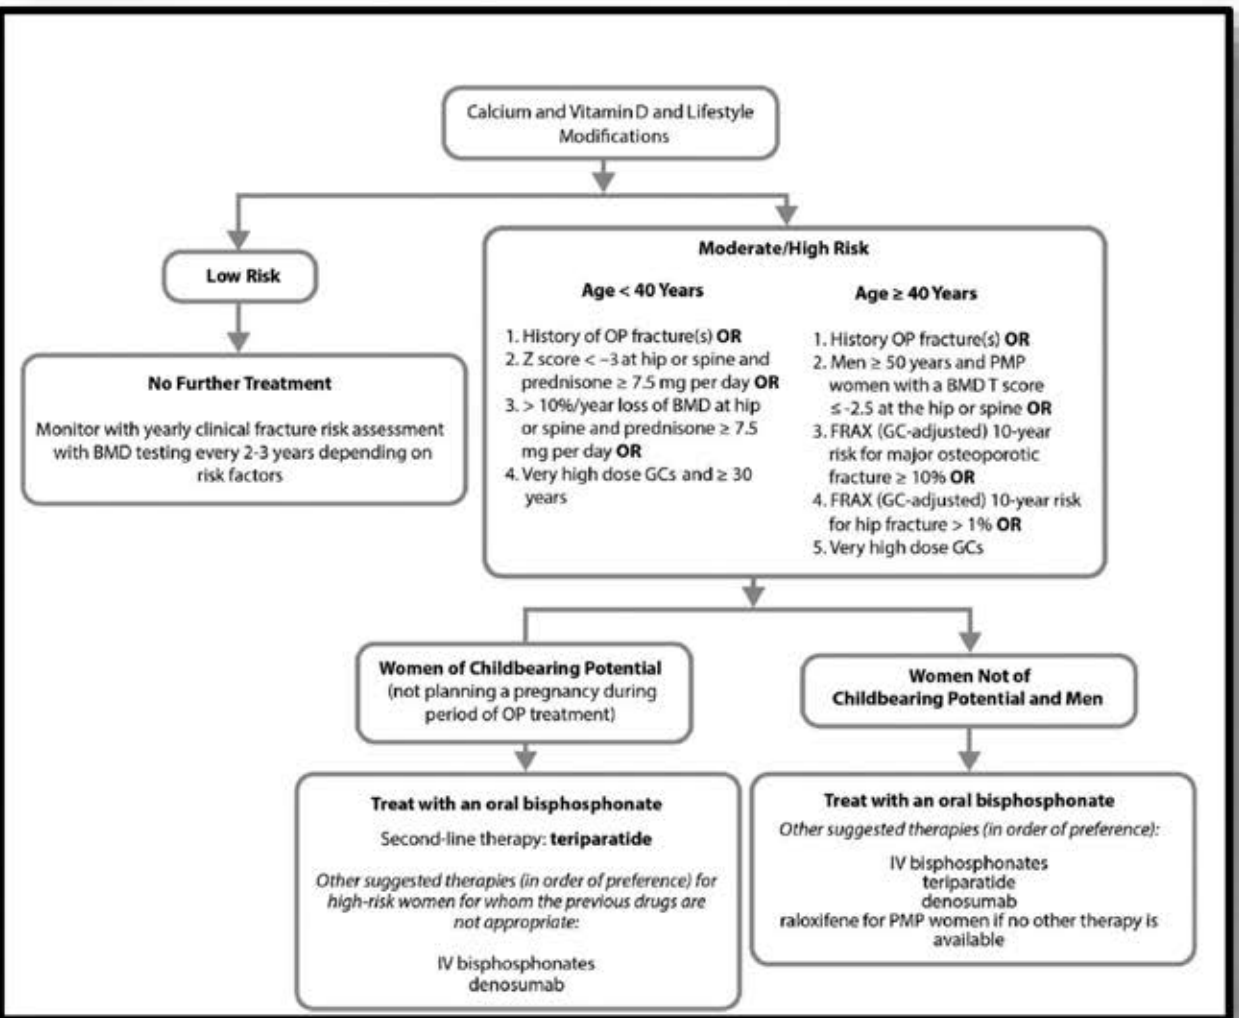 Calcium and Vitamin D and Lifestyle
Modifications
Low Risk
No Further Treatment
Monitor with yearly clinical fracture risk assessment
with BMD testing every 2-3 years depending on
risk factors
Moderate/High Risk
Age < 40 Years
1. History of OP fracture(s) OR
2. Z score < –3 at hip or spine and
prednisone ≥ 7.5 mg per day OR
3. > 10%/year loss of BMD at hip
or spine and prednisone ≥ 7.5
mg per day OR
4. Very high dose GCs and ≥ 30
years
Age ≥ 40 Years
1. History OP fracture(s) OR
2. Men ≥ 50 years and PMP
women with a BMD T score
≤ -2.5 at the hip or spine OR
3. FRAX (GC-adjusted) 10-year
risk for major osteoporotic
fracture ≥ 10% OR
4. FRAX (GC-adjusted) 10-year risk
for hip fracture > 1% OR
5. Very high dose GCs
Women of Childbearing Potential
(not planning a pregnancy during
period of OP treatment)
Treat with an oral bisphosphonate
Second-line therapy: teriparatide
Other suggested therapies (in order of preference) for
high-risk women for whom the previous drugs are
not appropriate:
IV bisphosphonates
denosumab
Women Not of
Childbearing Potential and Men
Treat with an oral bisphosphonate
Other suggested therapies (in order of preference):
IV bisphosphonates
teriparatide
denosumab
raloxifene for PMP women if no other therapy is
available